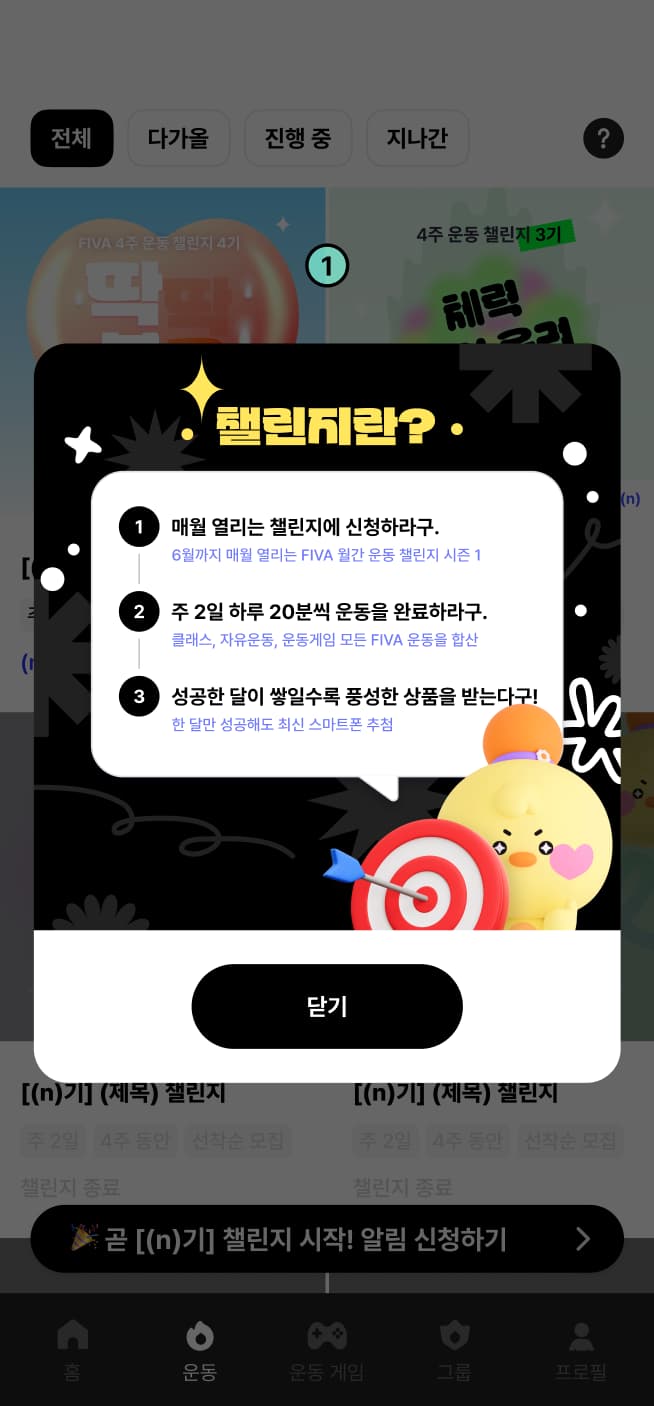 전체
다가올
진행 중
지나간
?
FIVA 4주 운동 챌린지 4기
4주 운동 챌린지 3기
1
딱
체력
챌린지란?
1
매월 열리는 챌린지에 신청하라구.
6월까지 매월 열리는 FIVA 월간 운동 챌린지 시즌 1
2
주 2일 하루 20분씩 운동을 완료하라구.
클래스, 자유운동, 운동게임 모든 FIVA 운동을 합산
3
성공한 달이 쌓일수록 풍성한 상품을 받는다구!
한 달만 성공해도 최신 스마트폰 추첨
(n)
닫기
[(n)기] (제목) 챌린지
주 2일
4주 동안
선착순 모집
챌린지 종료
[(n)기] (제목) 챌린지
주 2일
4주 동안
선착순 모집
챌린지 종료
🎉 곧 [(n)기] 챌린지 시작! 알림 신청하기
홈
운동
운동 게임
그룹
프로필